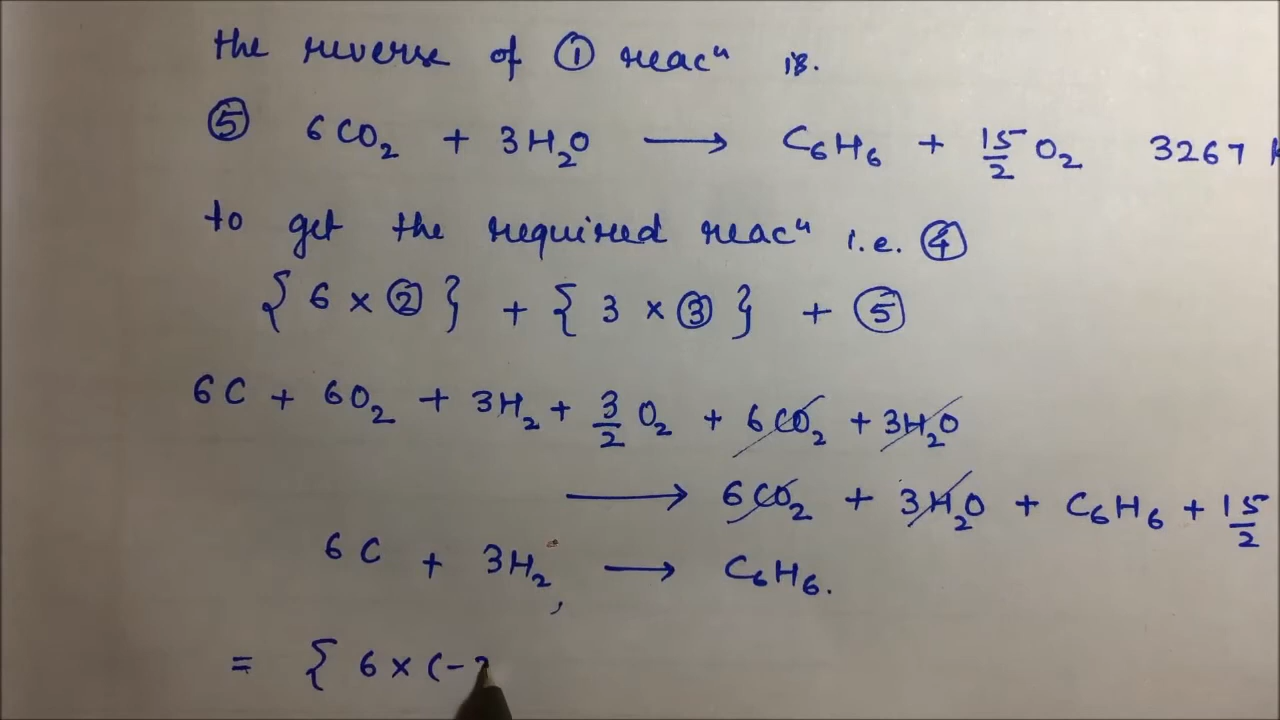 the reverse of ① reacⁿ is.
⑤ 6CO₂ + 3H₂O ⟶ C₆H₆ + 15/2 O₂ 3267
to get the required reacⁿ i.e. ④
{ 6 × ② } + { 3 × ③ } + ⑤
6C + 6O₂ + 3H₂ + 3/2 O₂ + 6CO₂ + 3H₂O
⟶ 6CO₂ + 3H₂O + C₆H₆ + 15/2
6C + 3H₂, ⟶ C₆H₆.
= { 6 × (-